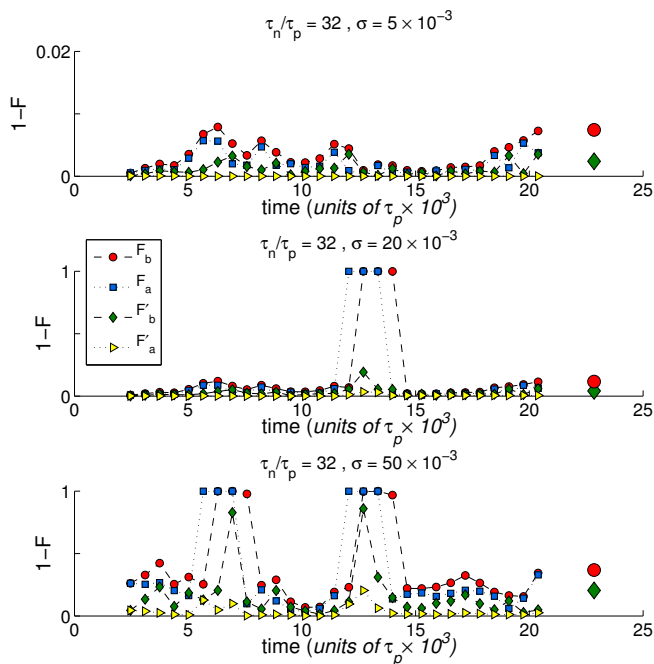 τn/τp = 32 , σ = 5 × 10⁻³
0.02
1−F
0
0 5 10 15 20 25
time (units of τp × 10³)
τn/τp = 32 , σ = 20 × 10⁻³
Fb
Fa
F'b
F'a
1
1−F
0
0 5 10 15 20 25
time (units of τp × 10³)
τn/τp = 32 , σ = 50 × 10⁻³
1
1−F
0
0 5 10 15 20 25
time (units of τp × 10³)